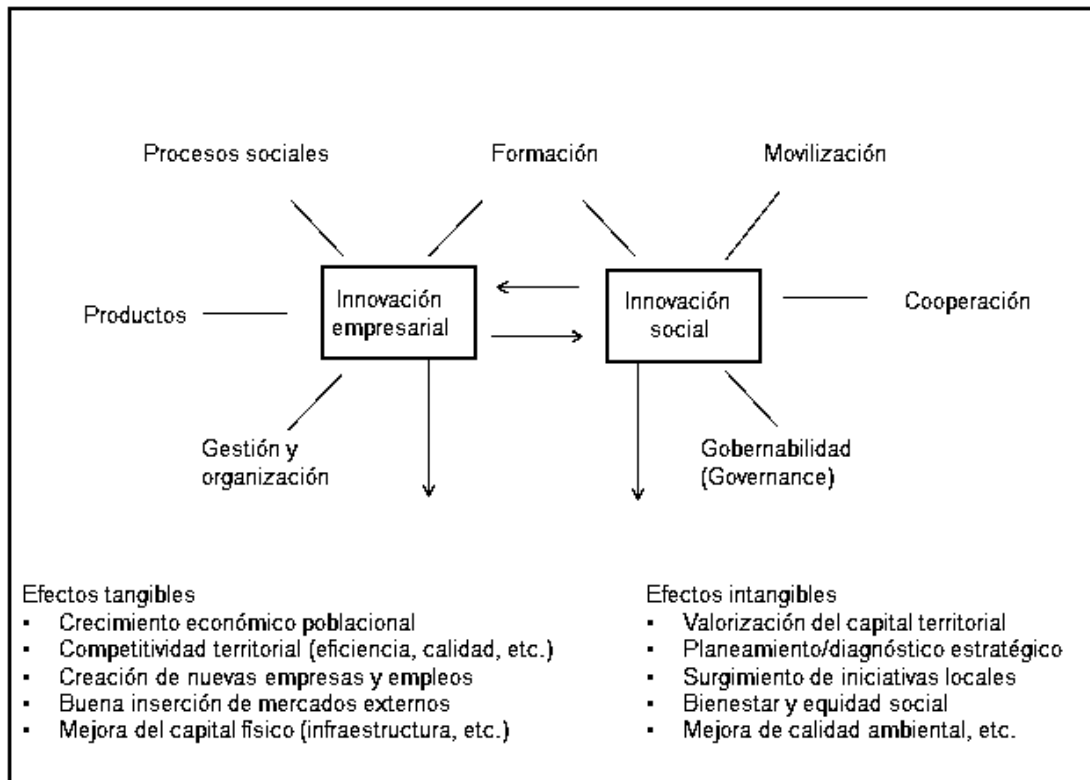 Procesos sociales
Formación
Movilización
Innovación
empresarial
Innovación
social
Productos
Cooperación
Gestión y
organización
Gobernabilidad
(Governance)
Efectos tangibles
▪ Crecimiento económico poblacional
▪ Competitividad territorial (eficiencia, calidad, etc.)
▪ Creación de nuevas empresas y empleos
▪ Buena inserción de mercados externos
▪ Mejora del capital físico (infraestructura, etc.)
Efectos intangibles
▪ Valorización del capital territorial
▪ Planeamiento/diagnóstico estratégico
▪ Surgimiento de iniciativas locales
▪ Bienestar y equidad social
▪ Mejora de calidad ambiental, etc.